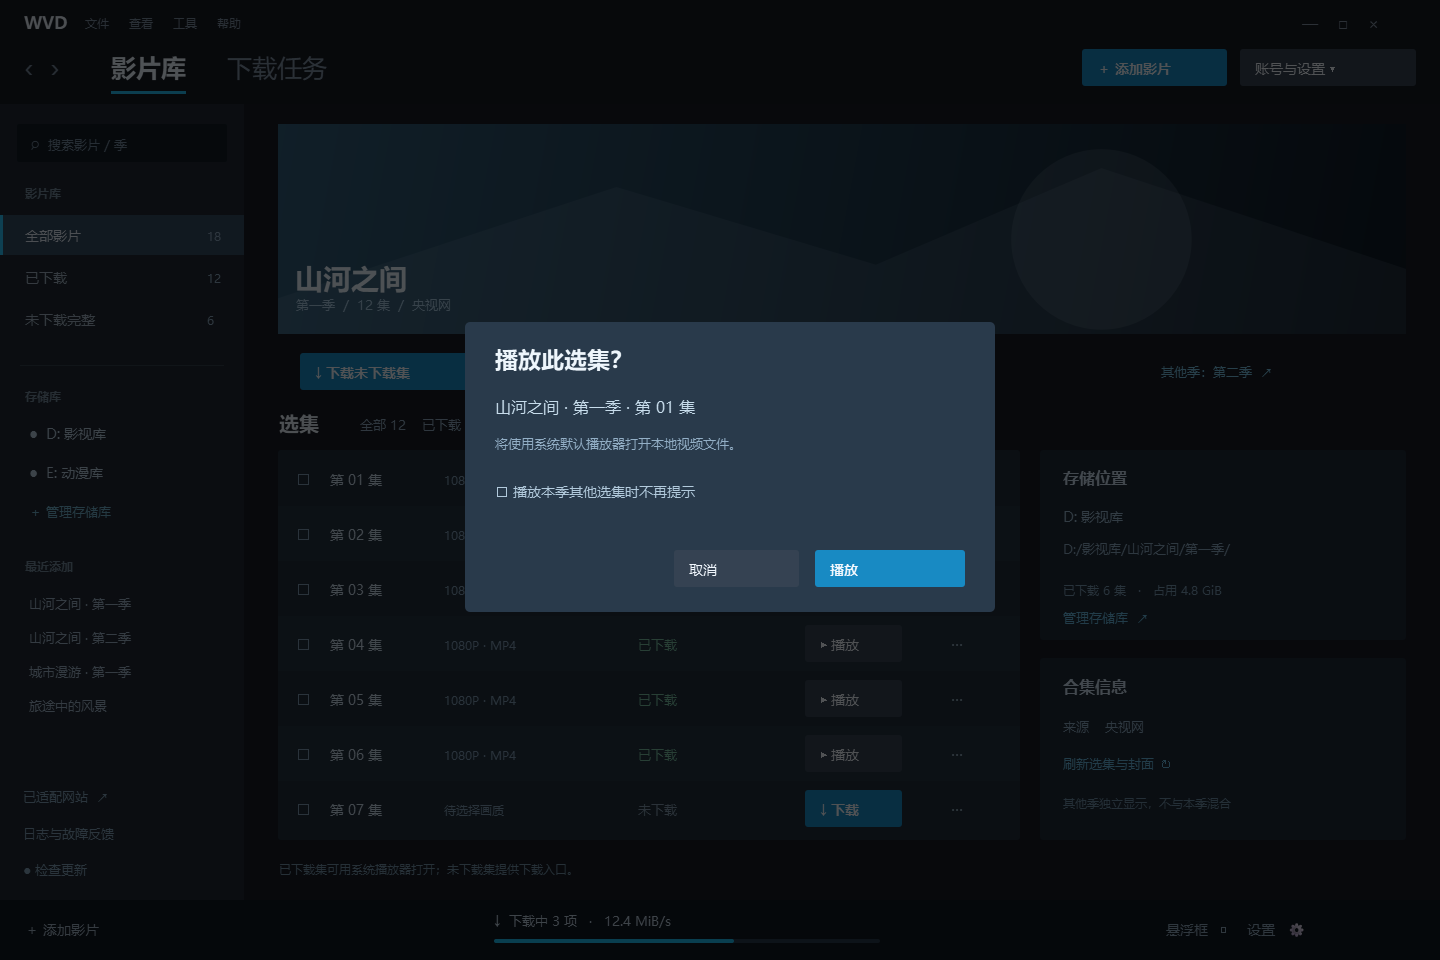 WVD 文件 查看 工具 帮助
影片库 下载任务 + 添加影片 账号与设置 ▾
搜索影片 / 季
影片库
全部影片 18
已下载 12
未下载完整 6
存储库
● D: 影视库
● E: 动漫库
+ 管理存储库
最近添加
山河之间 · 第一季
山河之间 · 第二季
城市漫游 · 第一季
旅途中的风景
已适配网站 ↗
日志与故障反馈
● 检查更新
山河之间
第一季 / 12 集 / 央视网
↓ 下载未下载集 其他季：第二季 ↗
选集 全部 12 已下载
第 01 集 108
第 02 集 108
第 03 集 108
第 04 集 1080P · MP4 已下载 ▸ 播放 ···
第 05 集 1080P · MP4 已下载 ▸ 播放 ···
第 06 集 1080P · MP4 已下载 ▸ 播放 ···
第 07 集 待选择画质 未下载 ↓ 下载 ···
已下载集可用系统播放器打开；未下载集提供下载入口。
播放此选集？
山河之间 · 第一季 · 第 01 集
将使用系统默认播放器打开本地视频文件。
☐ 播放本季其他选集时不再提示
取消 播放
存储位置
D: 影视库
D:/影视库/山河之间/第一季/
已下载 6 集 · 占用 4.8 GiB
管理存储库 ↗
合集信息
来源 央视网
刷新选集与封面 ↻
其他季独立显示，不与本季混合
+ 添加影片 ↓ 下载中 3 项 · 12.4 MiB/s 悬浮框 设置